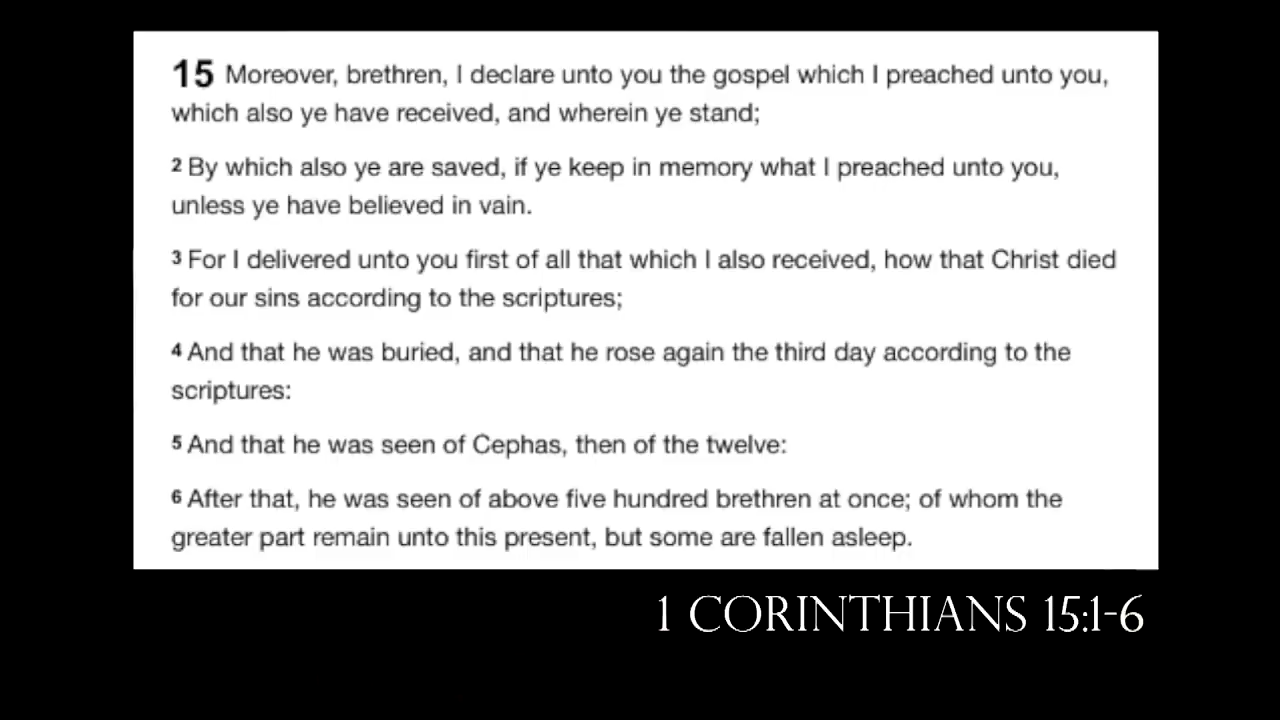 15 Moreover, brethren, I declare unto you the gospel which I preached unto you,
which also ye have received, and wherein ye stand;
2 By which also ye are saved, if ye keep in memory what I preached unto you,
unless ye have believed in vain.
3 For I delivered unto you first of all that which I also received, how that Christ died
for our sins according to the scriptures;
4 And that he was buried, and that he rose again the third day according to the
scriptures:
5 And that he was seen of Cephas, then of the twelve:
6 After that, he was seen of above five hundred brethren at once; of whom the
greater part remain unto this present, but some are fallen asleep.
1 CORINTHIANS 15:1-6